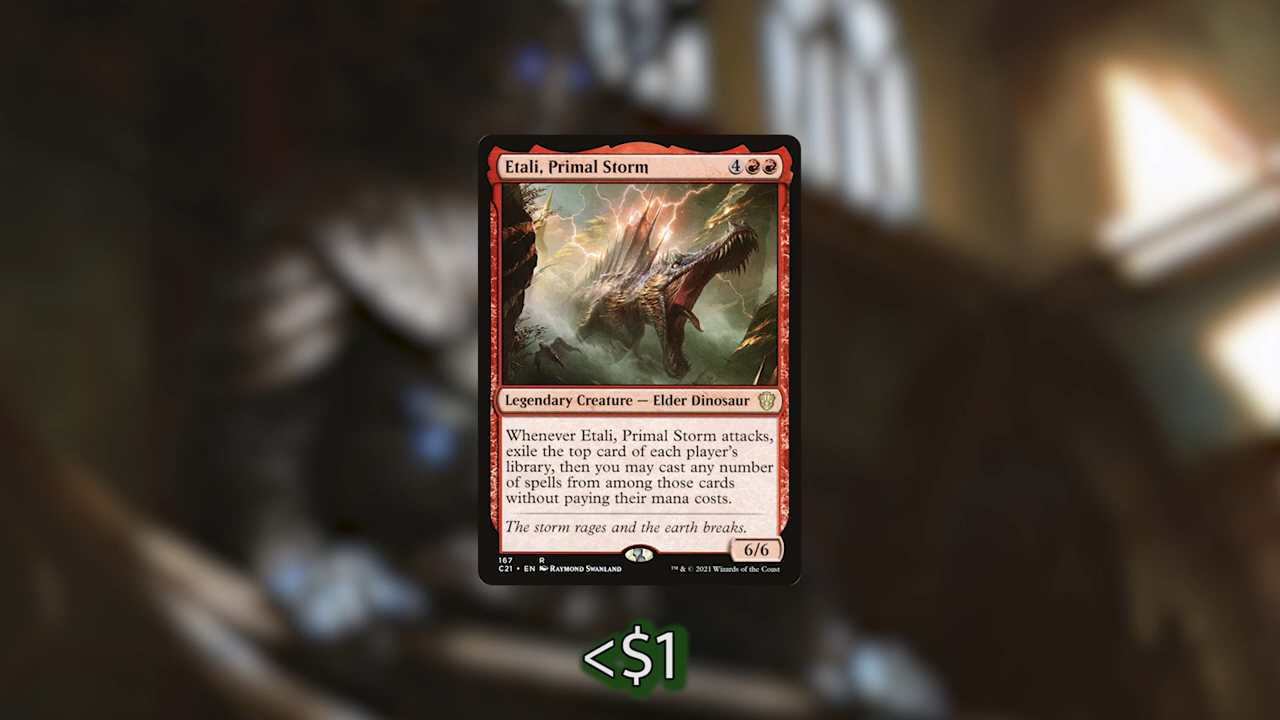 Etali, Primal Storm 4
Legendary Creature — Elder Dinosaur
Whenever Etali, Primal Storm attacks,
exile the top card of each player's
library, then you may cast any number
of spells from among those cards
without paying their mana costs.
The storm rages and the earth breaks.
6/6
167 R
C21 • EN RAYMOND SWANLAND ™ & © 2021 Wizards of the Coast
<$1